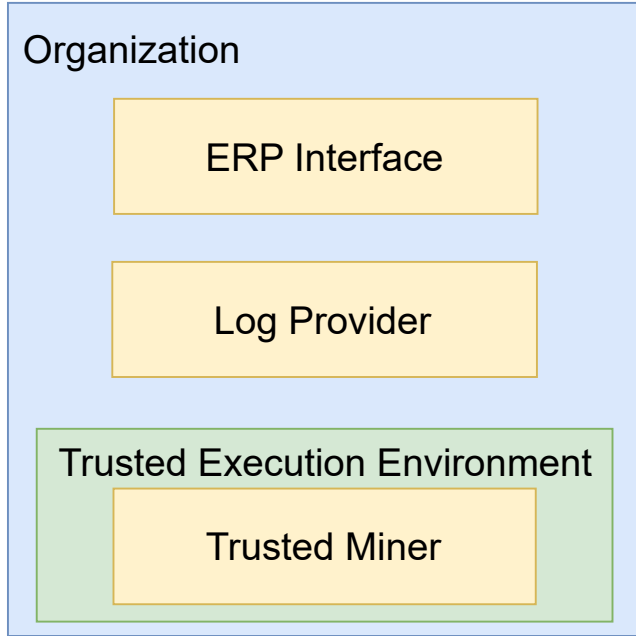 Organization
ERP Interface
Log Provider
Trusted Execution Environment
Trusted Miner